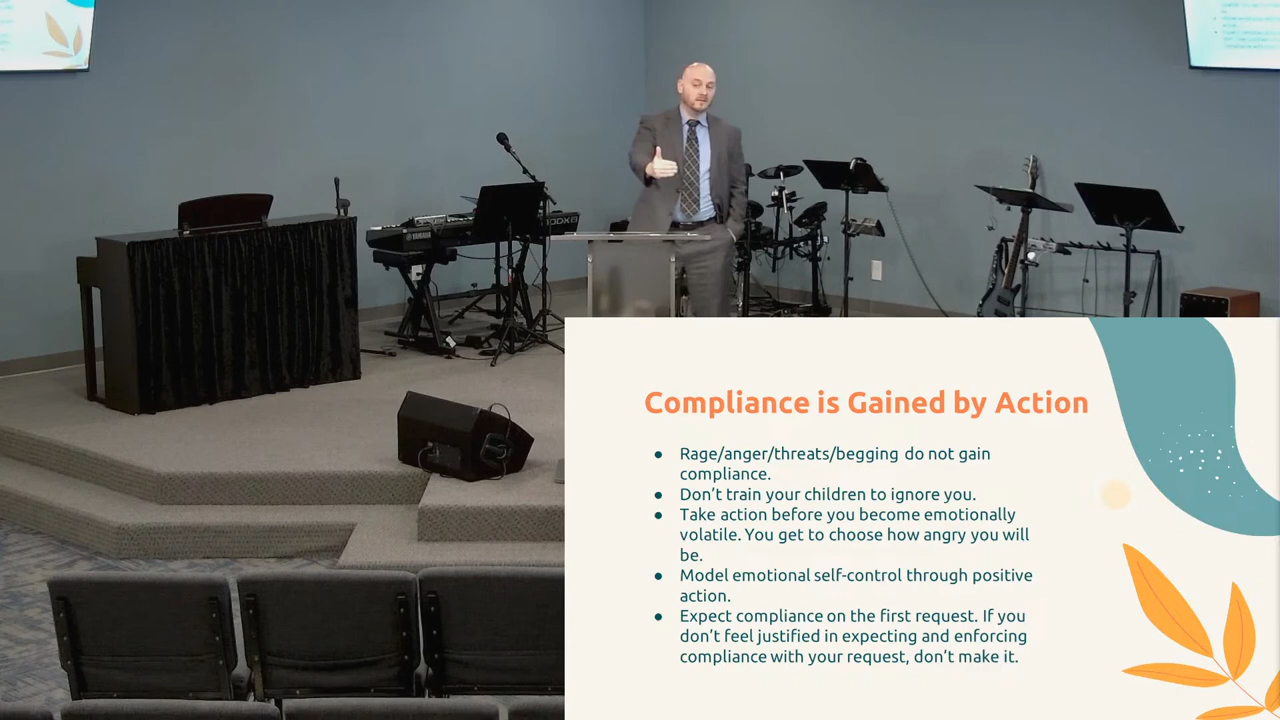 YAMAHA
Compliance is Gained by Action
● Rage/anger/threats/begging do not gain
compliance.
● Don't train your children to ignore you.
● Take action before you become emotionally
volatile. You get to choose how angry you will
be.
● Model emotional self-control through positive
action.
● Expect compliance on the first request. If you
don't feel justified in expecting and enforcing
compliance with your request, don't make it.